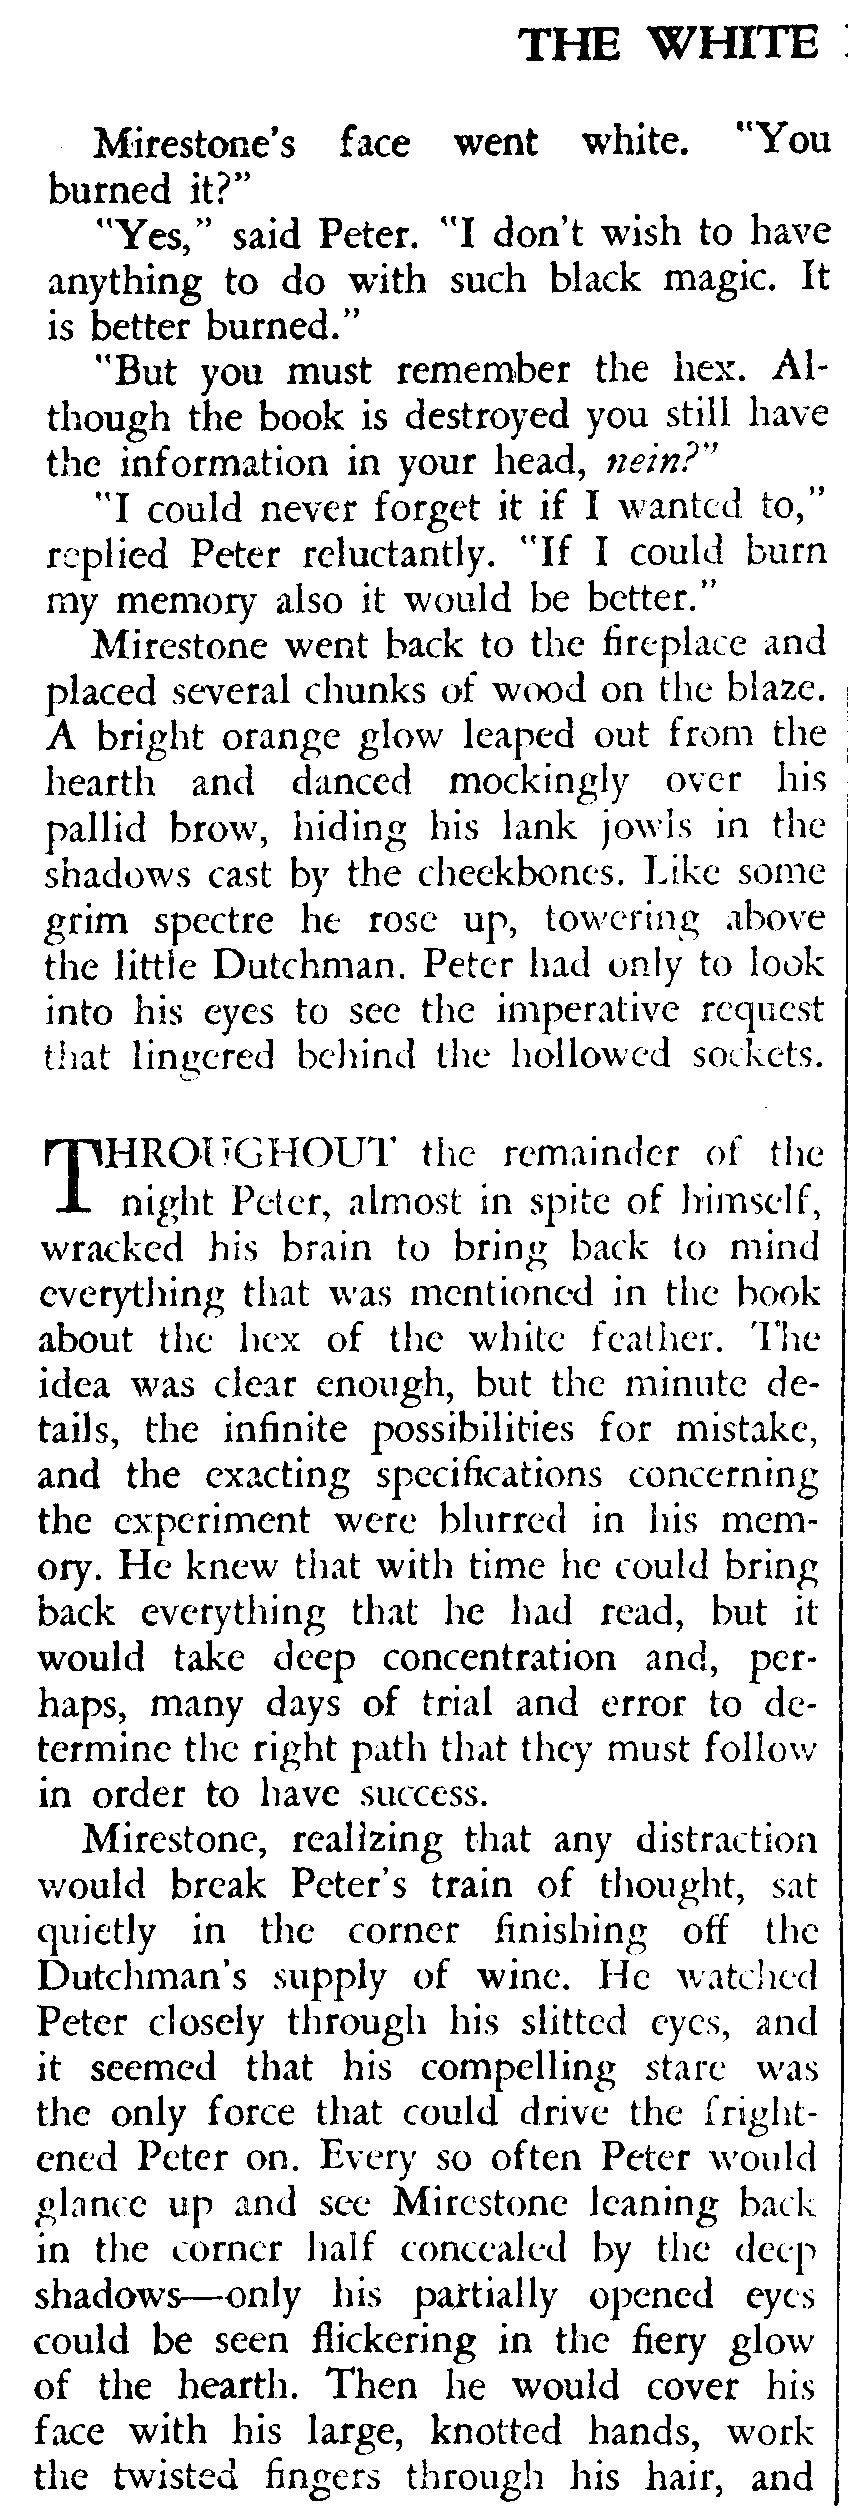 THE WHITE
Mirestone's face went white. "You
burned it?"
"Yes," said Peter. "I don't wish to have
anything to do with such black magic. It
is better burned."
"But you must remember the hex. Al-
though the book is destroyed you still have
the information in your head, nein?"
"I could never forget it if I wanted to,"
replied Peter reluctantly. "If I could burn
my memory also it would be better."
Mirestone went back to the fireplace and
placed several chunks of wood on the blaze.
A bright orange glow leaped out from the
hearth and danced mockingly over his
pallid brow, hiding his lank jowls in the
shadows cast by the cheekbones. Like some
grim spectre he rose up, towering above
the little Dutchman. Peter had only to look
into his eyes to see the imperative request
that lingered behind the hollowed sockets.
THROUGHOUT the remainder of the
night Peter, almost in spite of himself,
wracked his brain to bring back to mind
everything that was mentioned in the book
about the hex of the white feather. The
idea was clear enough, but the minute de-
tails, the infinite possibilities for mistake,
and the exacting specifications concerning
the experiment were blurred in his mem-
ory. He knew that with time he could bring
back everything that he had read, but it
would take deep concentration and, per-
haps, many days of trial and error to de-
termine the right path that they must follow
in order to have success.
Mirestone, realizing that any distraction
would break Peter's train of thought, sat
quietly in the corner finishing off the
Dutchman's supply of wine. He watched
Peter closely through his slitted eyes, and
it seemed that his compelling stare was
the only force that could drive the fright-
ened Peter on. Every so often Peter would
glance up and see Mirestone leaning back
in the corner half concealed by the deep
shadows—only his partially opened eyes
could be seen flickering in the fiery glow
of the hearth. Then he would cover his
face with his large, knotted hands, work
the twisted fingers through his hair, and